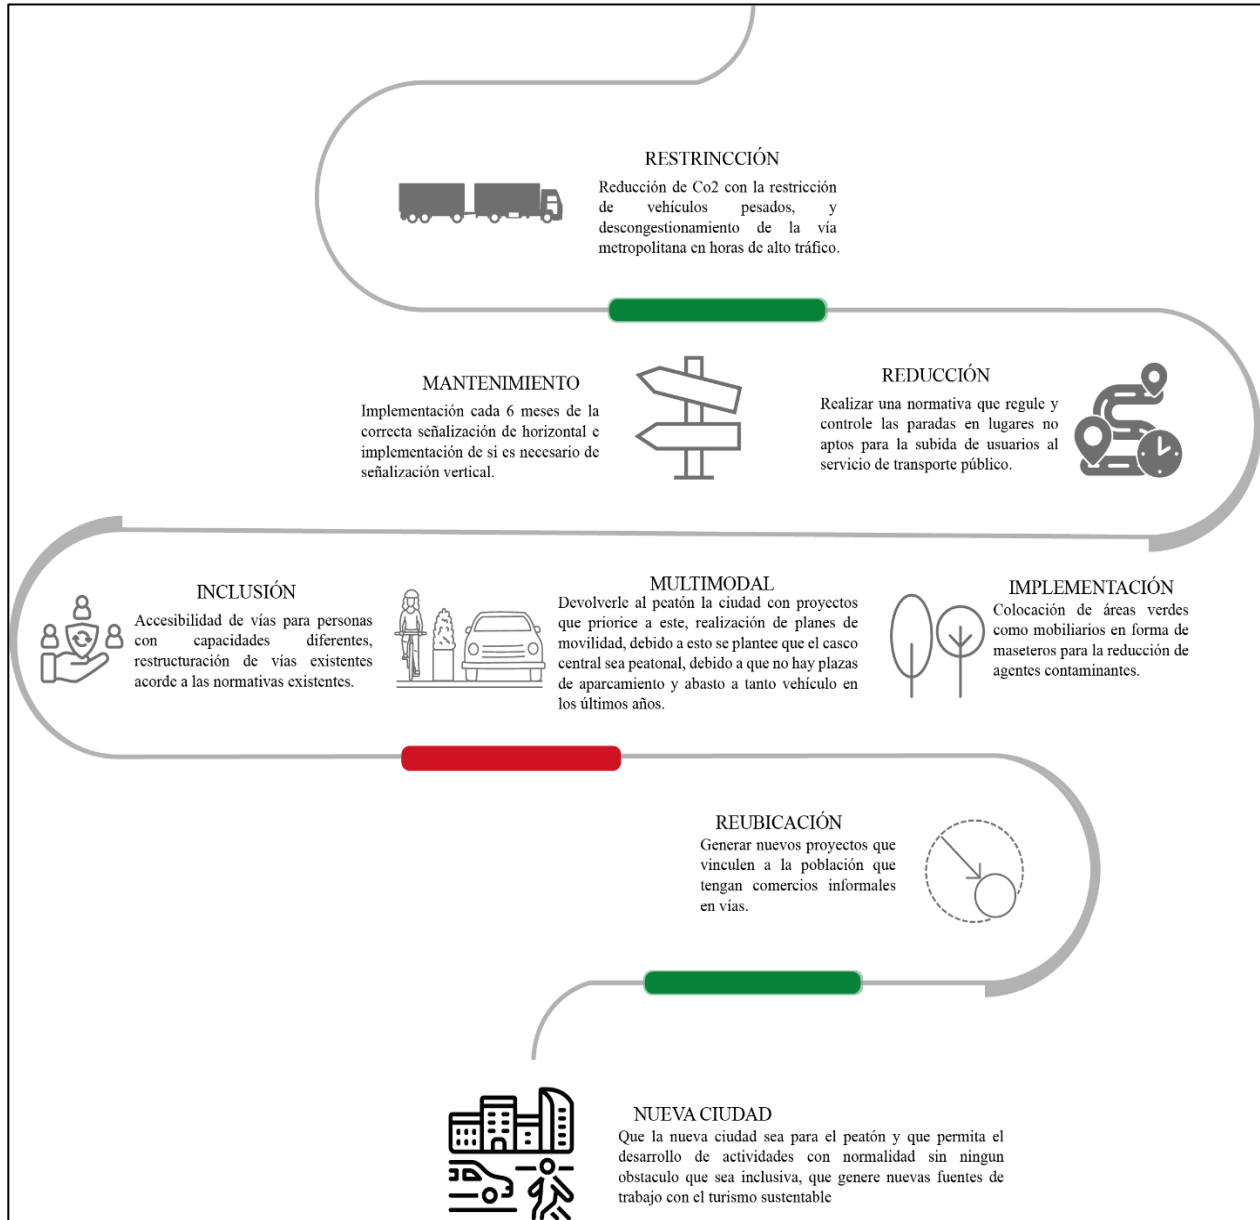 RESTRINCCIÓN
Reducción de Co2 con la restricción
de vehículos pesados, y
descongestionamiento de la vía
metropolitana en horas de alto tráfico.
MANTENIMIENTO
Implementación cada 6 meses de la
correcta señalización de horizontal e
implementación de si es necesario de
señalización vertical.
REDUCCIÓN
Realizar una normativa que regule y
controle las paradas en lugares no
aptos para la subida de usuarios al
servicio de transporte público.
INCLUSIÓN
Accesibilidad de vías para personas
con capacidades diferentes,
restructuración de vías existentes
acorde a las normativas existentes.
MULTIMODAL
Devolverle al peatón la ciudad con proyectos
que priorice a este, realización de planes de
movilidad, debido a esto se plantee que el casco
central sea peatonal, debido a que no hay plazas
de aparcamiento y abasto a tanto vehículo en
los últimos años.
IMPLEMENTACIÓN
Colocación de áreas verdes
como mobiliarios en forma de
maseteros para la reducción de
agentes contaminantes.
REUBICACIÓN
Generar nuevos proyectos que
vinculen a la población que
tengan comercios informales
en vías.
NUEVA CIUDAD
Que la nueva ciudad sea para el peatón y que permita el
desarrollo de actividades con normalidad sin ningun
obstaculo que sea inclusiva, que genere nuevas fuentes de
trabajo con el turismo sustentable